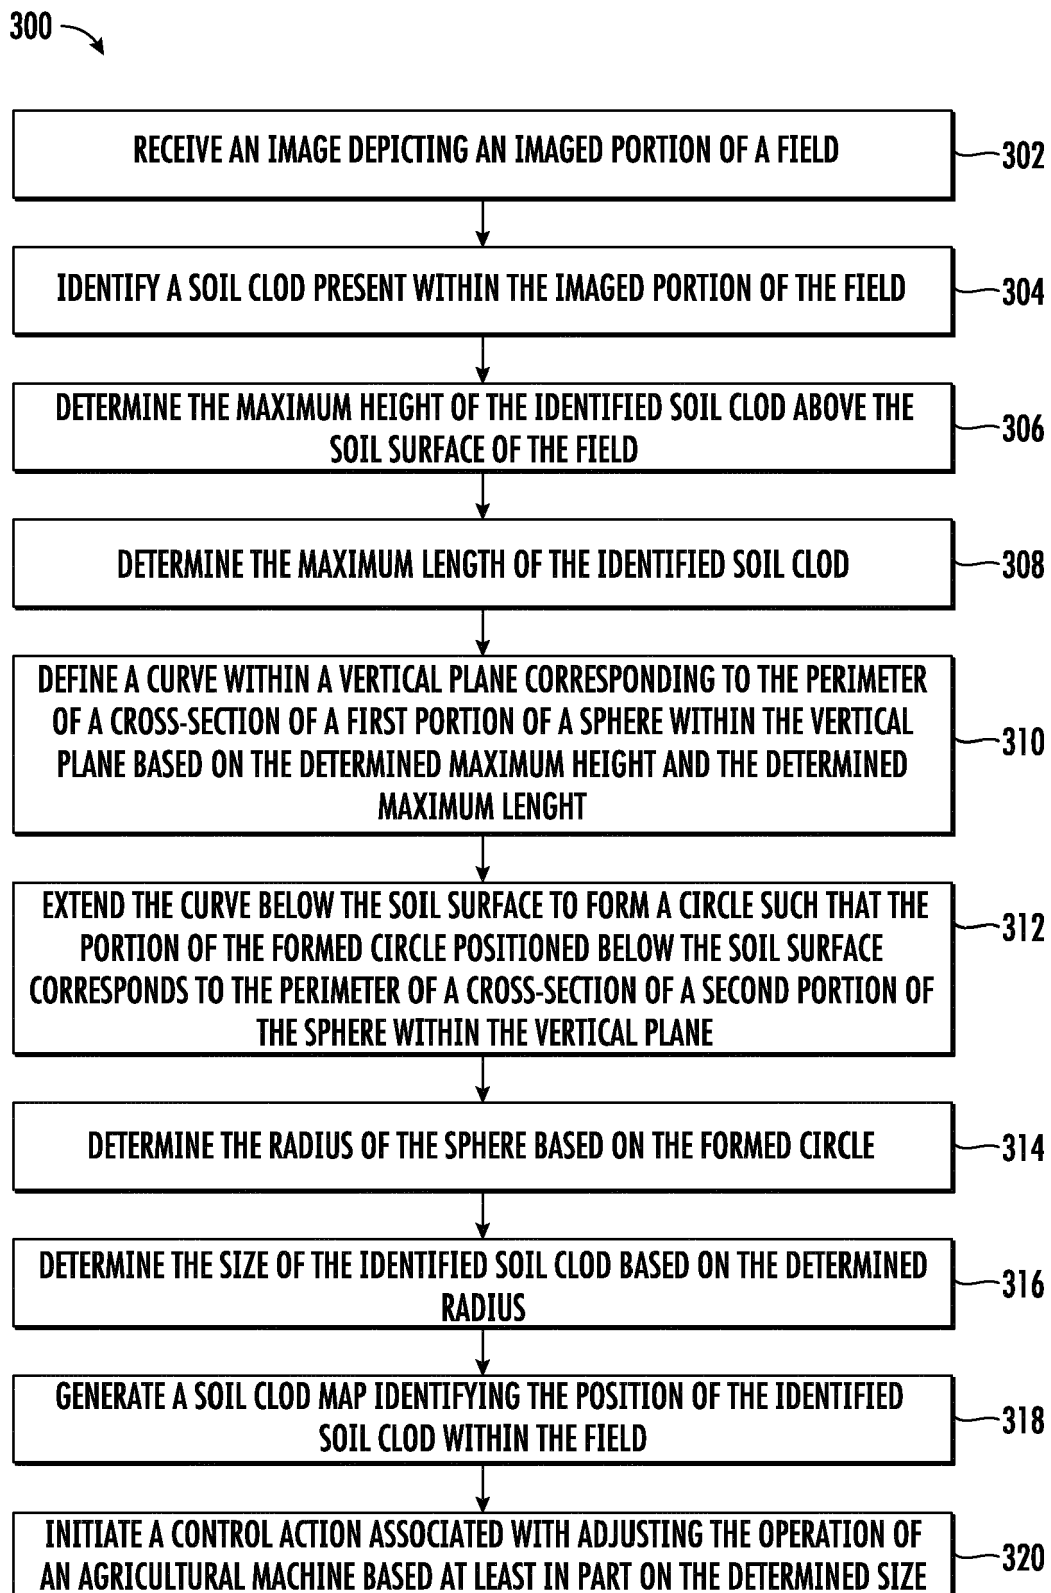 300
RECEIVE AN IMAGE DEPICTING AN IMAGED PORTION OF A FIELD
302
IDENTIFY A SOIL CLOD PRESENT WITHIN THE IMAGED PORTION OF THE FIELD
304
DETERMINE THE MAXIMUM HEIGHT OF THE IDENTIFIED SOIL CLOD ABOVE THE
SOIL SURFACE OF THE FIELD
306
DETERMINE THE MAXIMUM LENGTH OF THE IDENTIFIED SOIL CLOD
308
DEFINE A CURVE WITHIN A VERTICAL PLANE CORRESPONDING TO THE PERIMETER
OF A CROSS-SECTION OF A FIRST PORTION OF A SPHERE WITHIN THE VERTICAL
PLANE BASED ON THE DETERMINED MAXIMUM HEIGHT AND THE DETERMINED
MAXIMUM LENGHT
310
EXTEND THE CURVE BELOW THE SOIL SURFACE TO FORM A CIRCLE SUCH THAT THE
PORTION OF THE FORMED CIRCLE POSITIONED BELOW THE SOIL SURFACE
CORRESPONDS TO THE PERIMETER OF A CROSS-SECTION OF A SECOND PORTION OF
THE SPHERE WITHIN THE VERTICAL PLANE
312
DETERMINE THE RADIUS OF THE SPHERE BASED ON THE FORMED CIRCLE
314
DETERMINE THE SIZE OF THE IDENTIFIED SOIL CLOD BASED ON THE DETERMINED
RADIUS
316
GENERATE A SOIL CLOD MAP IDENTIFYING THE POSITION OF THE IDENTIFIED
SOIL CLOD WITHIN THE FIELD
318
INITIATE A CONTROL ACTION ASSOCIATED WITH ADJUSTING THE OPERATION OF
AN AGRICULTURAL MACHINE BASED AT LEAST IN PART ON THE DETERMINED SIZE
320